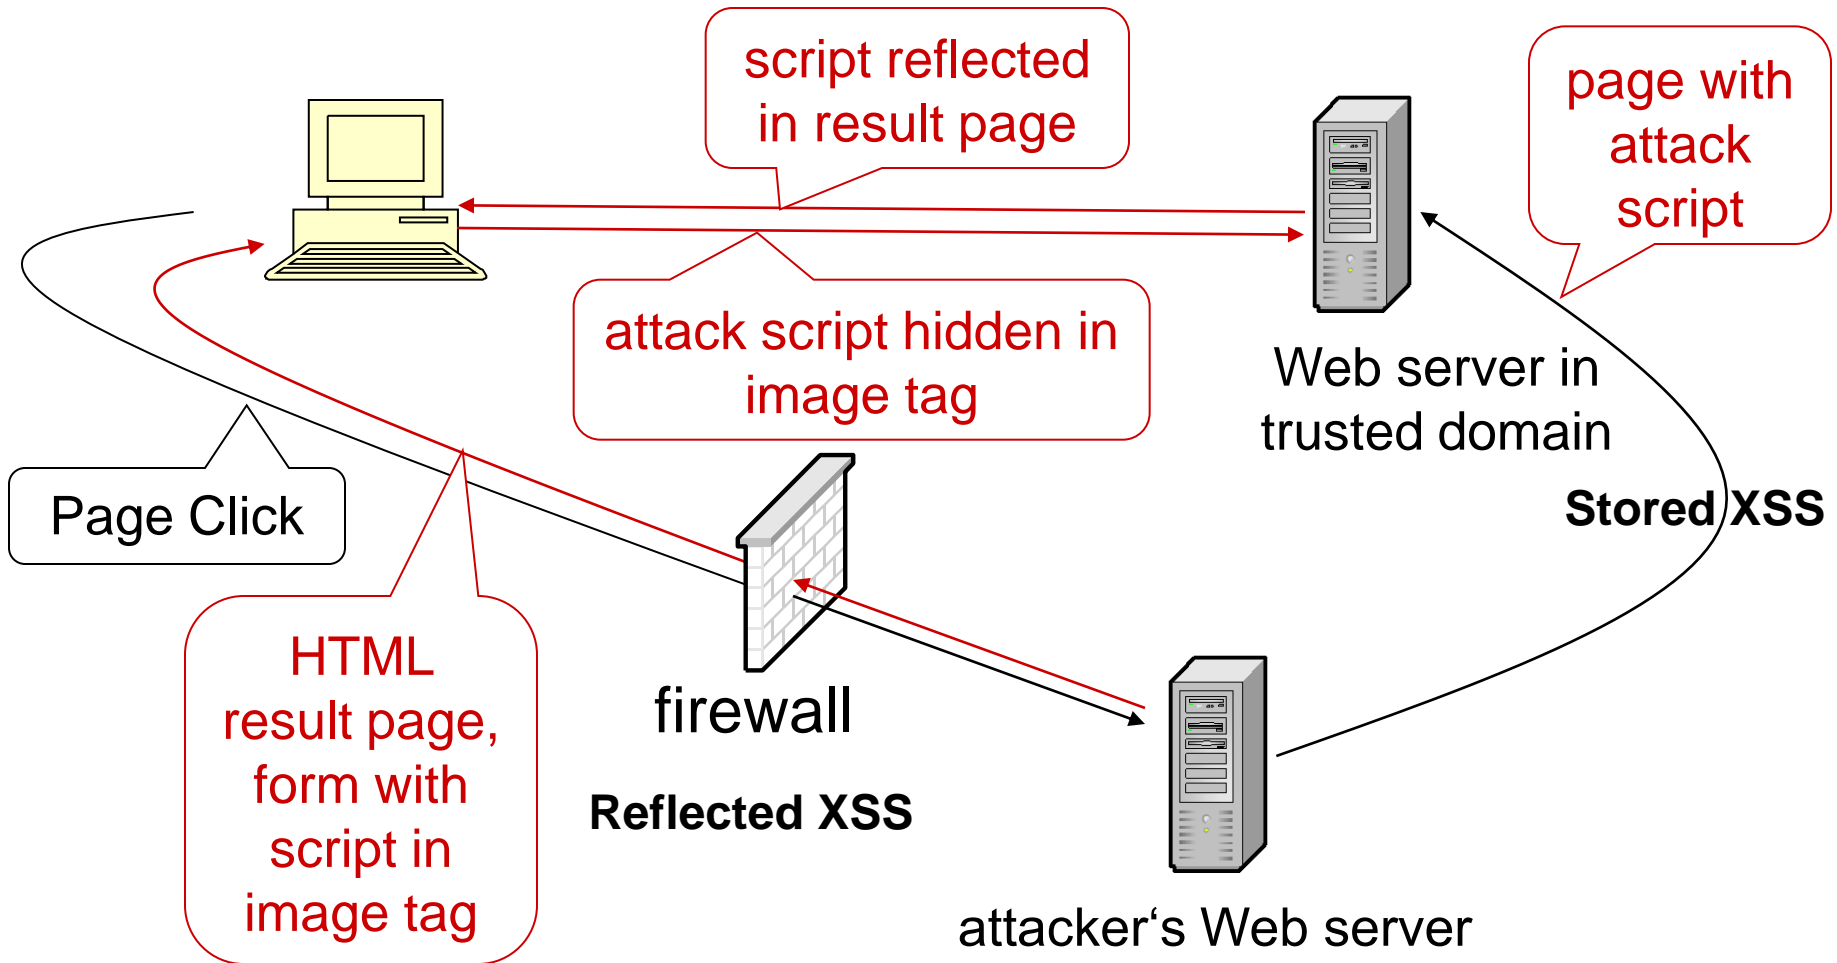 script reflected
in result page
page with
attack
script
attack script hidden in
image tag
Web server in
trusted domain
Page Click
Stored XSS
HTML
result page,
form with
script in
image tag
firewall
Reflected XSS
attacker‘s Web server